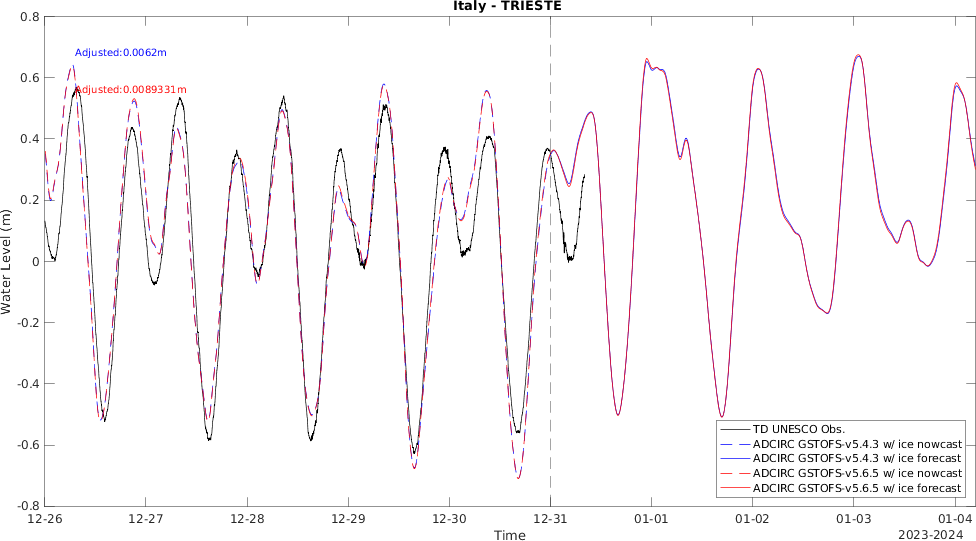 Italy - TRIESTE
0.8
0.6
0.4
0.2
0
-0.2
-0.4
-0.6
-0.8
Water Level (m)
Adjusted:0.0062m
Adjusted:0.0089331m
TD UNESCO Obs.
ADCIRC GSTOFS-v5.4.3 w/ ice nowcast
ADCIRC GSTOFS-v5.4.3 w/ ice forecast
ADCIRC GSTOFS-v5.6.5 w/ ice nowcast
ADCIRC GSTOFS-v5.6.5 w/ ice forecast
12-26 12-27 12-28 12-29 12-30 12-31 01-01 01-02 01-03 01-04
Time
2023-2024